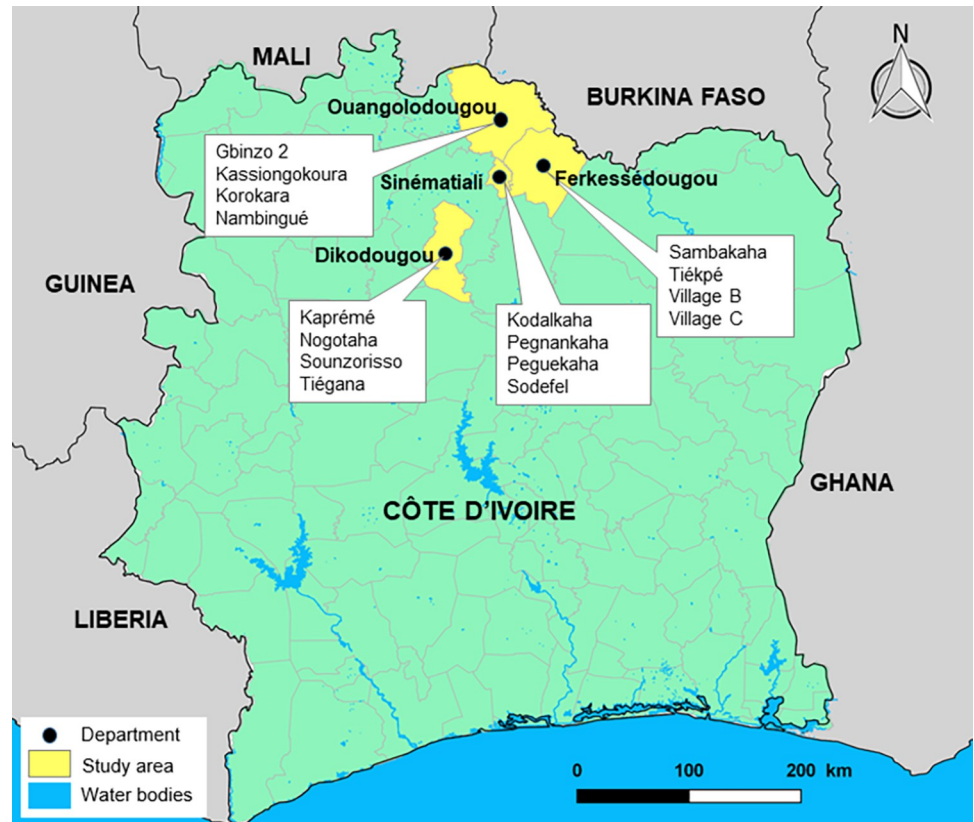 N
MALI
BURKINA FASO
Ouangolodougou
Gbinzo 2
Kassiongokoura
Korokara
Nambingué
Sinématiali
Ferkessédougou
Dikodougou
Sambakaha
Tiékpé
Village B
Village C
GUINEA
Kaprémé
Nogotaha
Sounzorisso
Tiégana
Kodalkaha
Pegnankaha
Peguekaha
Sodefel
GHANA
CÔTE D'IVOIRE
LIBERIA
Department
Study area
Water bodies
0 100 200 km